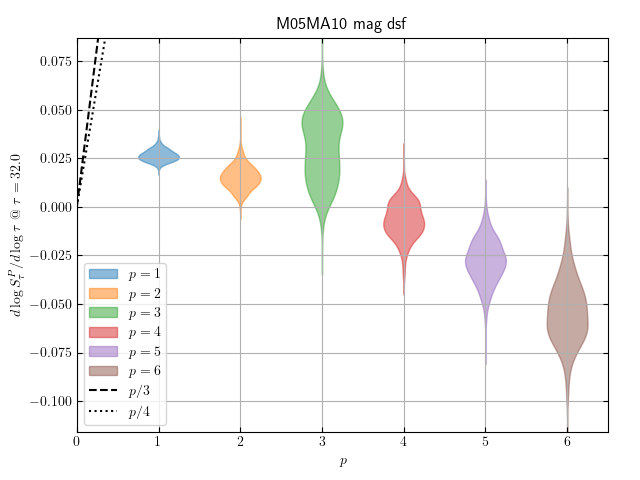 M05MA10 mag dsf
d log S_τ^P / d log τ @ τ = 32.0
0.075
0.050
0.025
0.000
−0.025
−0.050
−0.075
−0.100
p = 1
p = 2
p = 3
p = 4
p = 5
p = 6
p/3
p/4
0 1 2 3 4 5 6
p